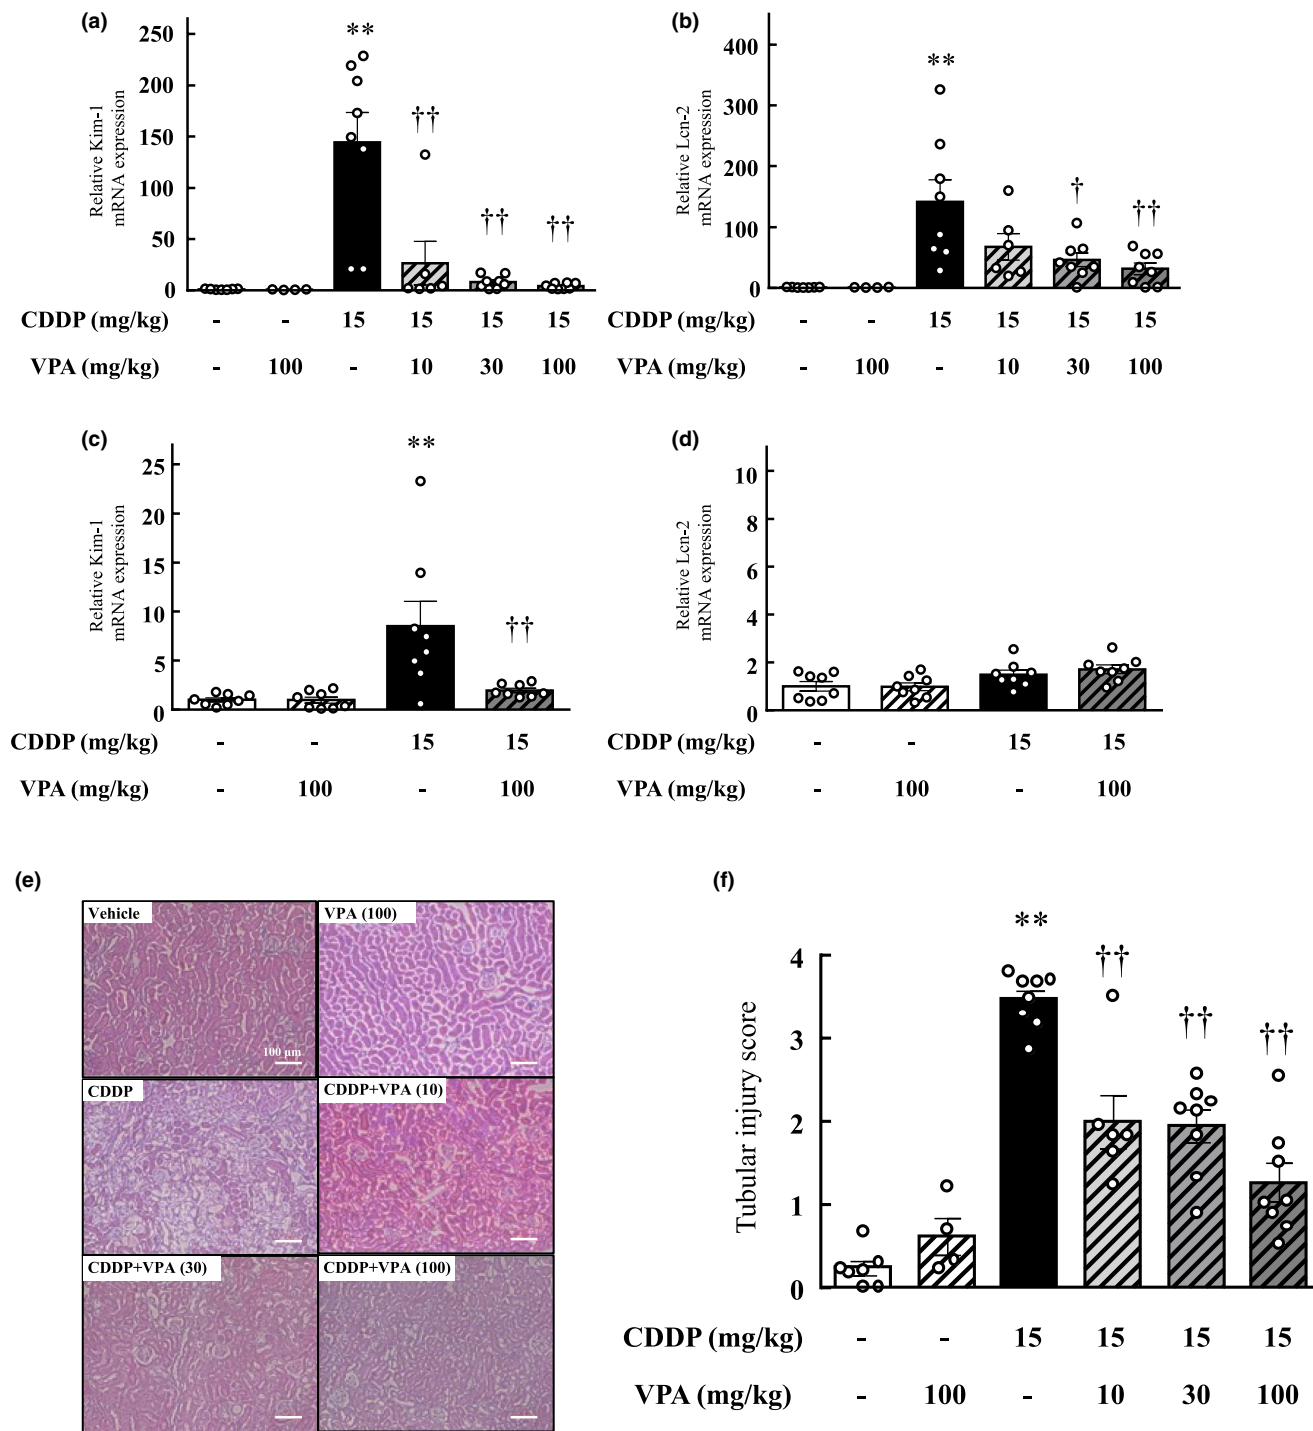 (a)
Relative Kim-1
mRNA expression
250
200
150
100
50
0
**
††
††
††
CDDP (mg/kg) - - 15 15 15 15
VPA (mg/kg) - 100 - 10 30 100
(b)
Relative Lcn-2
mRNA expression
400
300
200
100
0
**
†
††
CDDP (mg/kg) - - 15 15 15 15
VPA (mg/kg) - 100 - 10 30 100
(c)
Relative Kim-1
mRNA expression
25
20
15
10
5
0
**
††
CDDP (mg/kg) - - 15 15
VPA (mg/kg) - 100 - 100
(d)
Relative Lcn-2
mRNA expression
10
8
6
4
2
0
CDDP (mg/kg) - - 15 15
VPA (mg/kg) - 100 - 100
(e)
Vehicle
100 µm
VPA (100)
CDDP
CDDP+VPA (10)
CDDP+VPA (30)
CDDP+VPA (100)
(f)
Tubular injury score
4
3
2
1
0
**
††
††
††
CDDP (mg/kg) - - 15 15 15 15
VPA (mg/kg) - 100 - 10 30 100